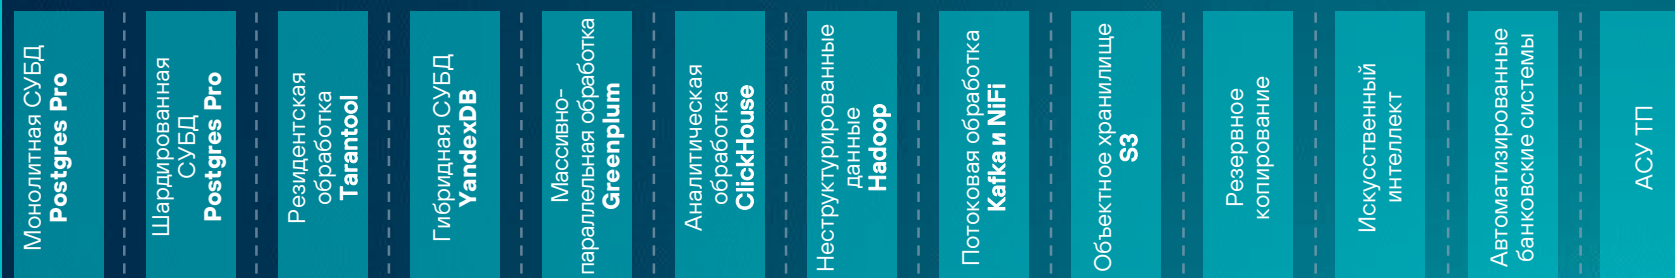 Монолитная СУБД
Postgres Pro
Шардированная
СУБД
Postgres Pro
Резидентская
обработка
Tarantool
Гибридная СУБД
YandexDB
Массивно-
параллельная обработка
Greenplum
Аналитическая
обработка
ClickHouse
Неструктурированные
данные
Hadoop
Потоковая обработка
Kafka и NiFi
Объектное хранилище
S3
Резервное
копирование
Искусственный
интеллект
Автоматизированные
банковские системы
АСУ ТП